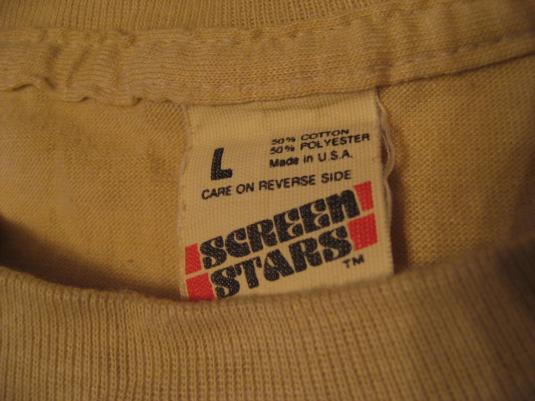 L
50% COTTON
50% POLYESTER
Made in U.S.A.
CARE ON REVERSE SIDE
SCREEN
STARS
TM